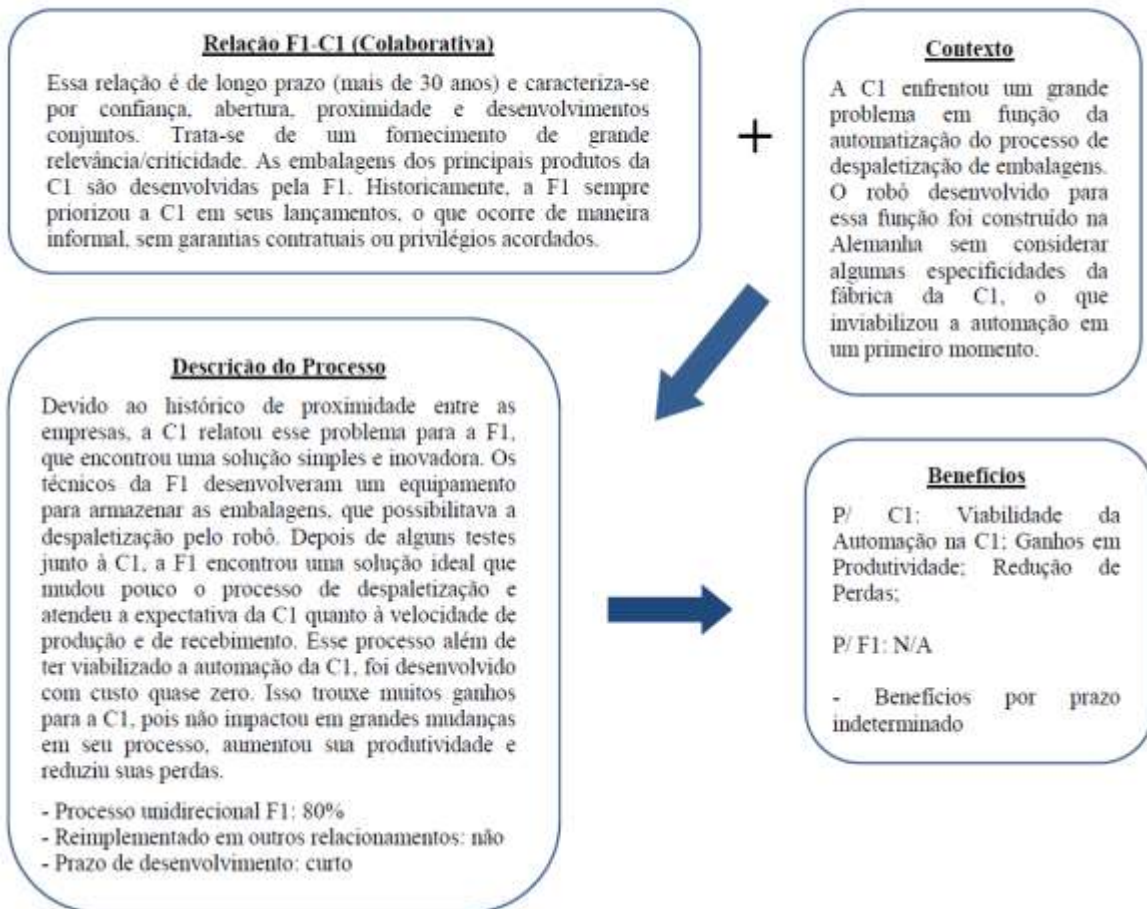 Relação F1-C1 (Colaborativa)
Essa relação é de longo prazo (mais de 30 anos) e caracteriza-se
por confiança, abertura, proximidade e desenvolvimentos
conjuntos. Trata-se de um fornecimento de grande
relevância/criticidade. As embalagens dos principais produtos da
C1 são desenvolvidas pela F1. Historicamente, a F1 sempre
priorizou a C1 em seus lançamentos, o que ocorre de maneira
informal, sem garantias contratuais ou privilégios acordados.
+
Contexto
A C1 enfrentou um grande
problema em função da
automatização do processo de
despaletização de embalagens.
O robô desenvolvido para
essa função foi construído na
Alemanha sem considerar
algumas especificidades da
fábrica da C1, o que
inviabilizou a automação em
um primeiro momento.
Descrição do Processo
Devido ao histórico de proximidade entre as
empresas, a C1 relatou esse problema para a F1,
que encontrou uma solução simples e inovadora. Os
técnicos da F1 desenvolveram um equipamento
para armazenar as embalagens, que possibilitava a
despaletização pelo robô. Depois de alguns testes
junto à C1, a F1 encontrou uma solução ideal que
mudou pouco o processo de despaletização e
atendeu a expectativa da C1 quanto à velocidade de
produção e de recebimento. Esse processo além de
ter viabilizado a automação da C1, foi desenvolvido
com custo quase zero. Isso trouxe muitos ganhos
para a C1, pois não impactou em grandes mudanças
em seu processo, aumentou sua produtividade e
reduziu suas perdas.
- Processo unidirecional F1: 80%
- Reimplementado em outros relacionamentos: não
- Prazo de desenvolvimento: curto
Benefícios
P/ C1: Viabilidade da
Automação na C1; Ganhos em
Produtividade; Redução de
Perdas;
P/ F1: N/A
- Benefícios por prazo
indeterminado